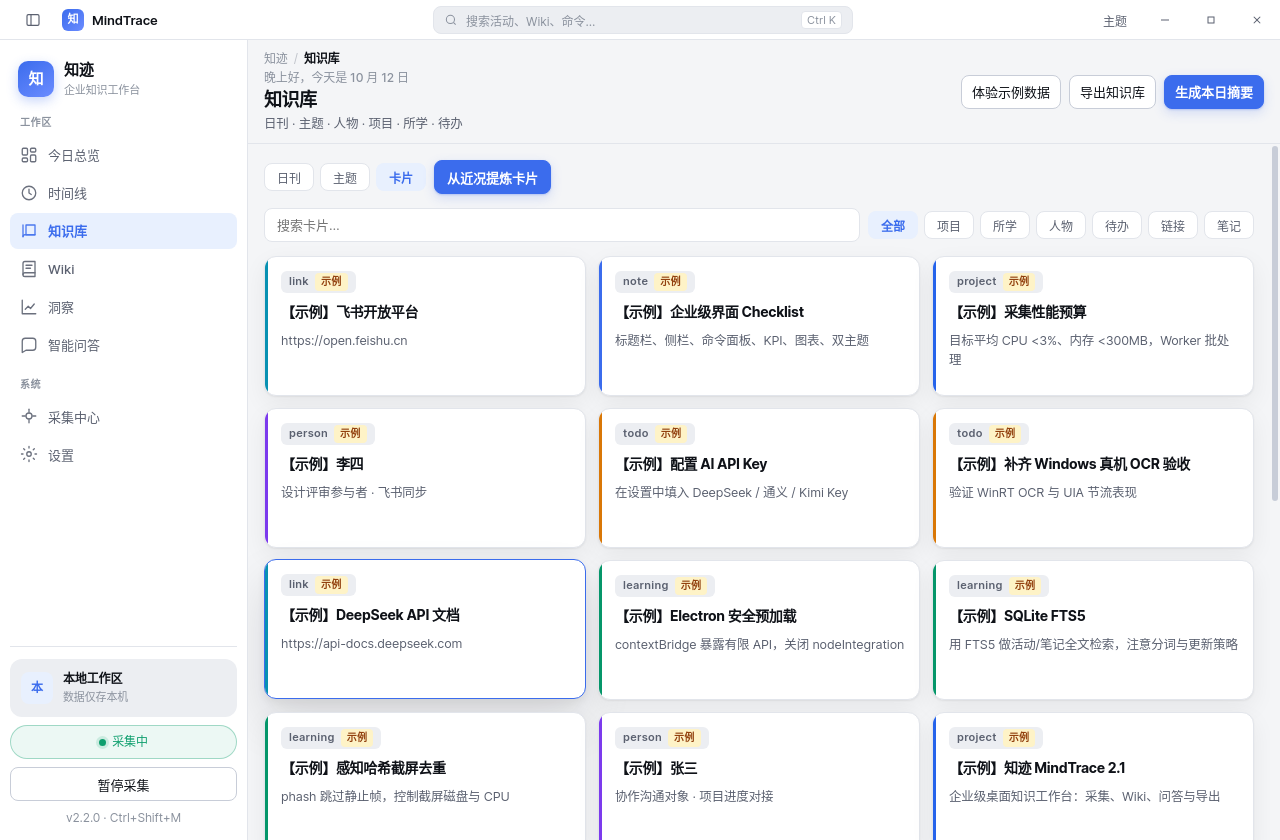 知 MindTrace
搜索活动、Wiki、命令... Ctrl K
主题
知
知迹
企业知识工作台
工作区
今日总览
时间线
知识库
Wiki
洞察
智能问答
系统
采集中心
设置
本
本地工作区
数据仅存本机
采集中
暂停采集
v2.2.0 · Ctrl+Shift+M
知迹 / 知识库
晚上好，今天是 10 月 12 日
知识库
日刊 · 主题 · 人物 · 项目 · 所学 · 待办
体验示例数据 导出知识库 生成本日摘要
日刊 主题 卡片 从近况提炼卡片
搜索卡片... 全部 项目 所学 人物 待办 链接 笔记
link 示例
【示例】飞书开放平台
https://open.feishu.cn
note 示例
【示例】企业级界面 Checklist
标题栏、侧栏、命令面板、KPI、图表、双主题
project 示例
【示例】采集性能预算
目标平均 CPU <3%、内存 <300MB，Worker 批处
理
person 示例
【示例】李四
设计评审参与者 · 飞书同步
todo 示例
【示例】配置 AI API Key
在设置中填入 DeepSeek / 通义 / Kimi Key
todo 示例
【示例】补齐 Windows 真机 OCR 验收
验证 WinRT OCR 与 UIA 节流表现
link 示例
【示例】DeepSeek API 文档
https://api-docs.deepseek.com
learning 示例
【示例】Electron 安全预加载
contextBridge 暴露有限 API，关闭 nodeIntegration
learning 示例
【示例】SQLite FTS5
用 FTS5 做活动/笔记全文检索，注意分词与更新策略
learning 示例
【示例】感知哈希截屏去重
phash 跳过静止帧，控制截屏磁盘与 CPU
person 示例
【示例】张三
协作沟通对象 · 项目进度对接
project 示例
【示例】知迹 MindTrace 2.1
企业级桌面知识工作台：采集、Wiki、问答与导出